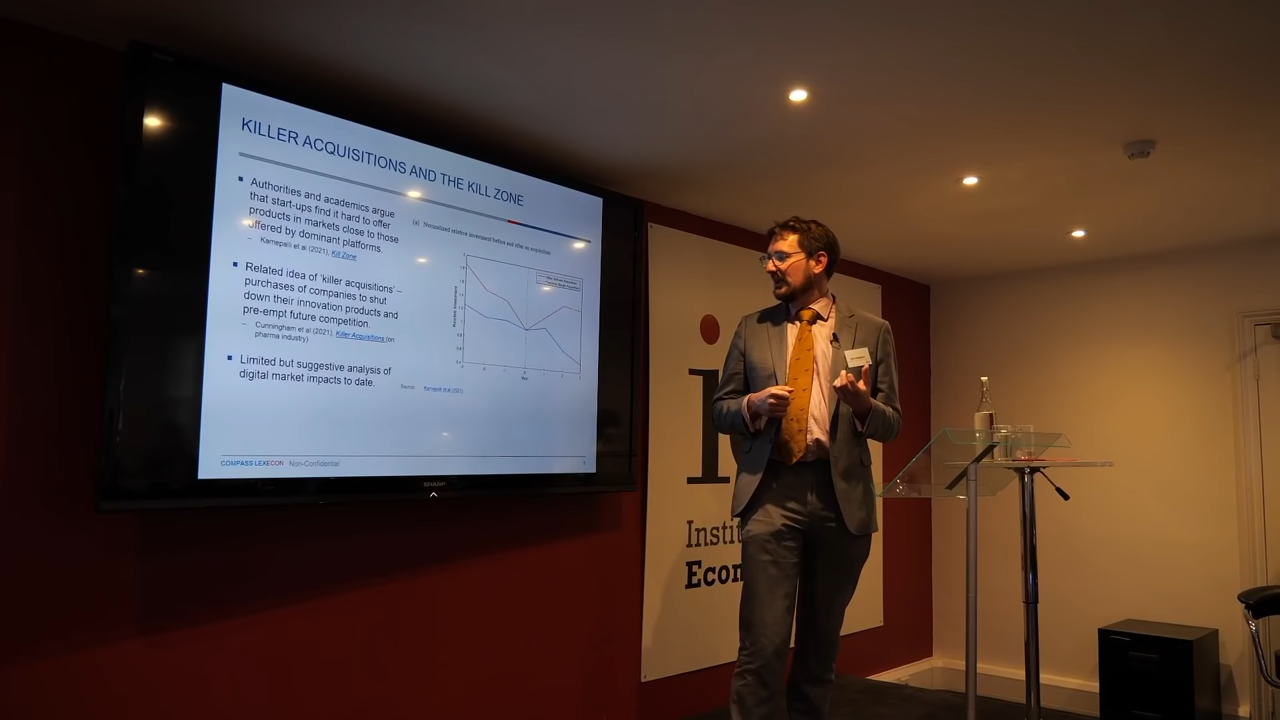 KILLER ACQUISITIONS AND THE KILL ZONE
Authorities and academics argue
that start-ups find it hard to offer
products in markets close to those
offered by dominant platforms.
– Kamepalli et al (2021), Kill Zone
Related idea of 'killer acquisitions' –
purchases of companies to shut
down their innovation products and
pre-empt future competition.
– Cunningham et al (2021), Killer Acquisitions (on
pharma industry)
Limited but suggestive analysis of
digital market impacts to date.
(a) Normalized relative investment before and after an acquisition
Source: Kamepalli et al (2021)
COMPASS LEXECON Non-Confidential
SHARP
i
Instit
Econ